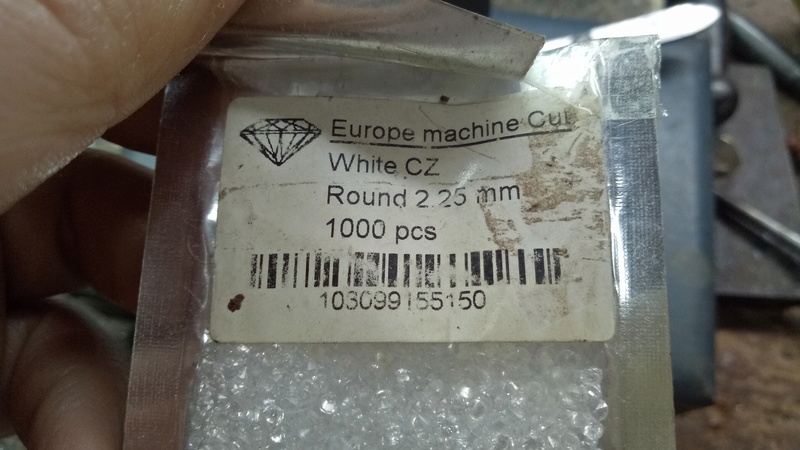 Europe machine Cut
White CZ
Round 2.25 mm
1000 pcs
103099155150